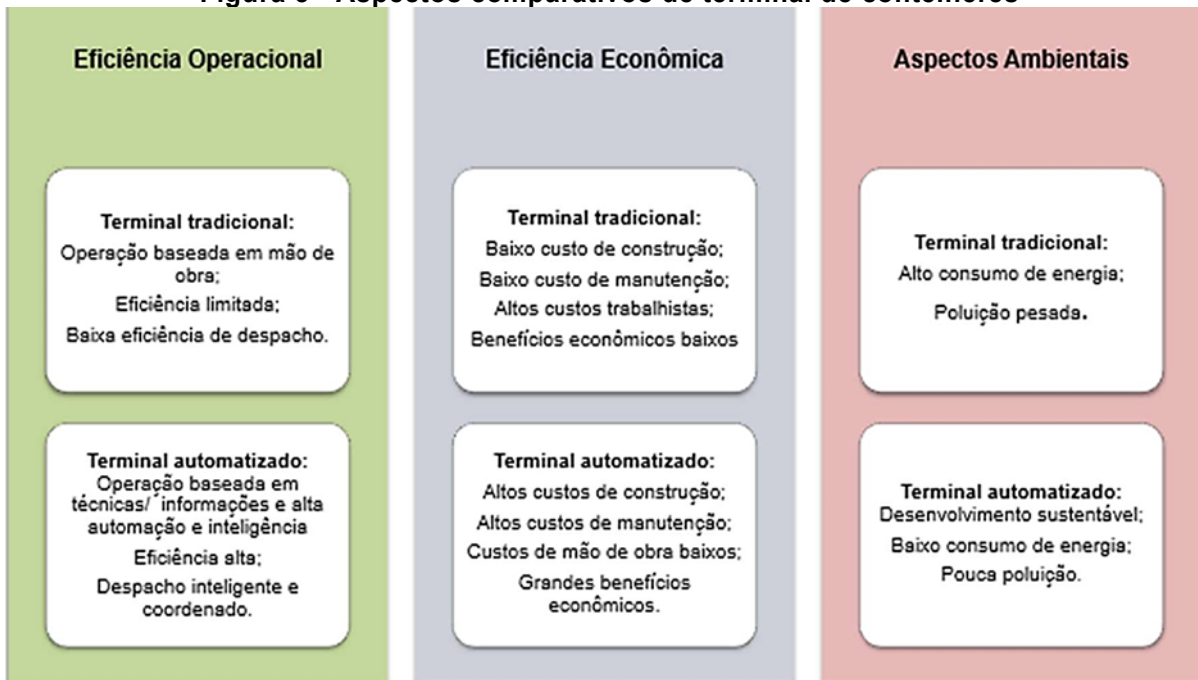 Eficiência Operacional
Terminal tradicional:
Operação baseada em mão de
obra;
Eficiência limitada;
Baixa eficiência de despacho.
Terminal automatizado:
Operação baseada em
técnicas/ informações e alta
automação e inteligência
Eficiência alta;
Despacho inteligente e
coordenado.
Eficiência Econômica
Terminal tradicional:
Baixo custo de construção;
Baixo custo de manutenção;
Altos custos trabalhistas;
Benefícios econômicos baixos
Terminal automatizado:
Altos custos de construção;
Altos custos de manutenção;
Custos de mão de obra baixos;
Grandes benefícios
econômicos.
Aspectos Ambientais
Terminal tradicional:
Alto consumo de energia;
Poluição pesada.
Terminal automatizado:
Desenvolvimento sustentável;
Baixo consumo de energia;
Pouca poluição.